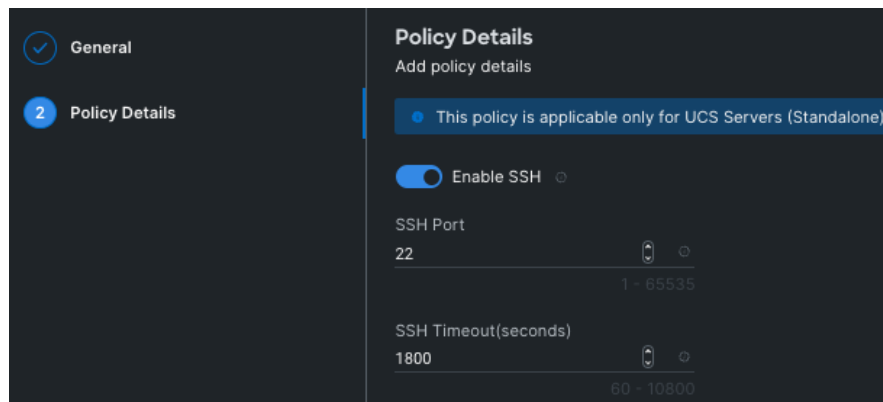 General
2
Policy Details
Policy Details
Add policy details
This policy is applicable only for UCS Servers (Standalone)
Enable SSH
SSH Port
22
1 - 65535
SSH Timeout(seconds)
1800
60 - 10800